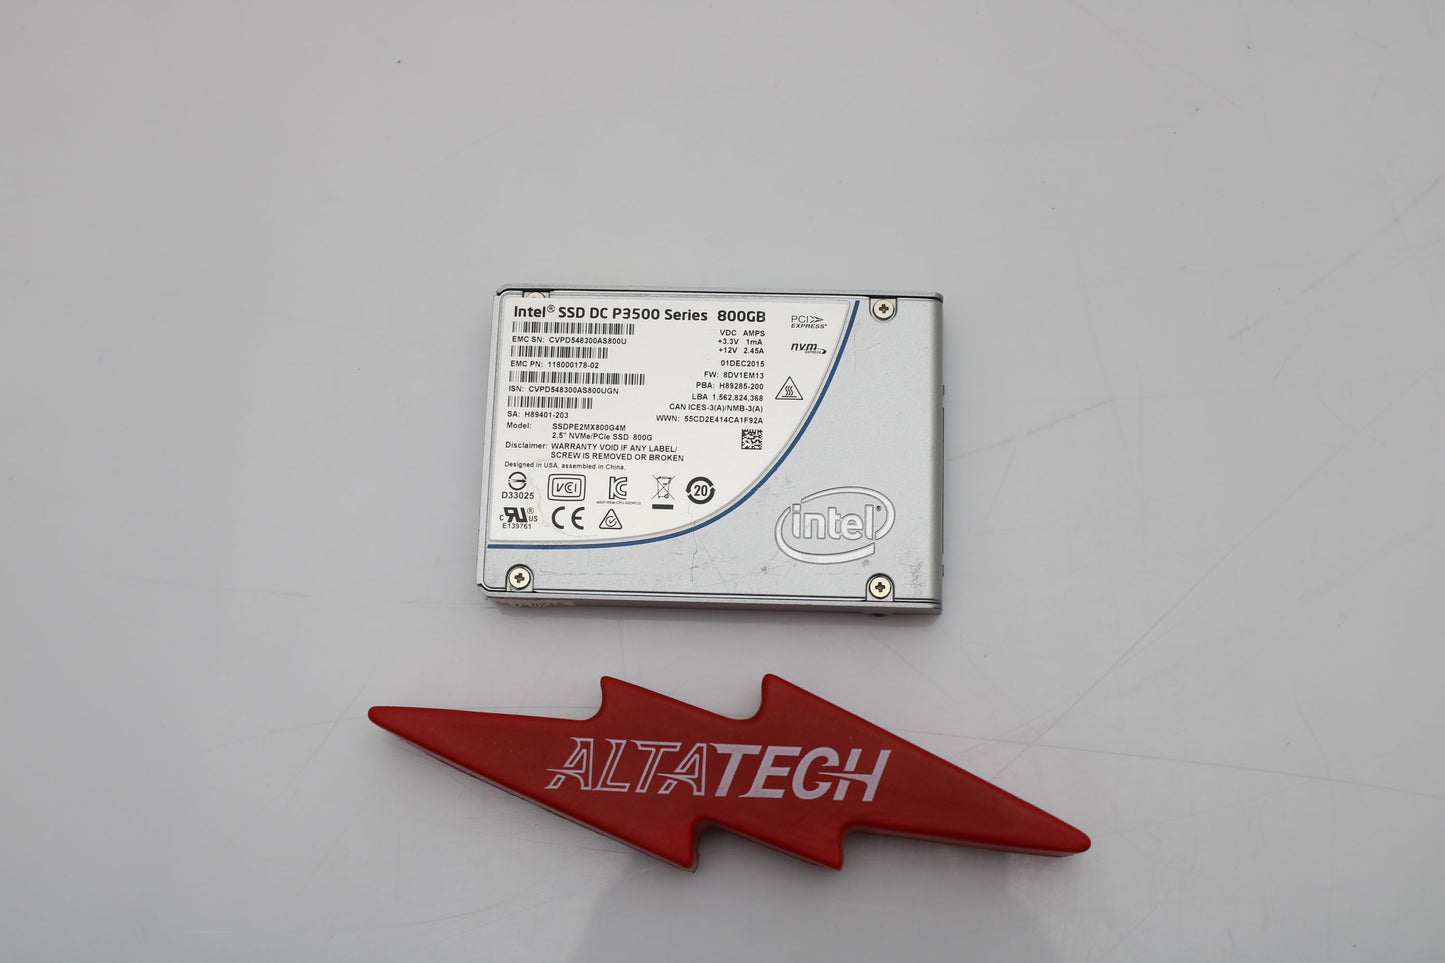 Intel® SSD DC P3500 Series 800GB
PCI EXPRESS®
nvm EXPRESS
EMC SN: CVPD548300AS800U
EMC PN: 118000178-02
ISN: CVPD548300AS800UGN
SA: H89401-203
VDC AMPS
+3.3V 1mA
+12V 2.45A
01DEC2015
FW: 8DV1EM13
PBA: H89285-200
LBA 1,562,824,368
CAN ICES-3(A)/NMB-3(A)
WWN: 55CD2E414CA1F92A
Model: SSDPE2MX800G4M
2.5" NVMe/PCIe SSD 800G
Disclaimer: WARRANTY VOID IF ANY LABEL/
SCREW IS REMOVED OR BROKEN
Designed in USA, assembled in China.
D33025
VCI
20
c RU ® US
E139761
CE
intel®
ALTATECH